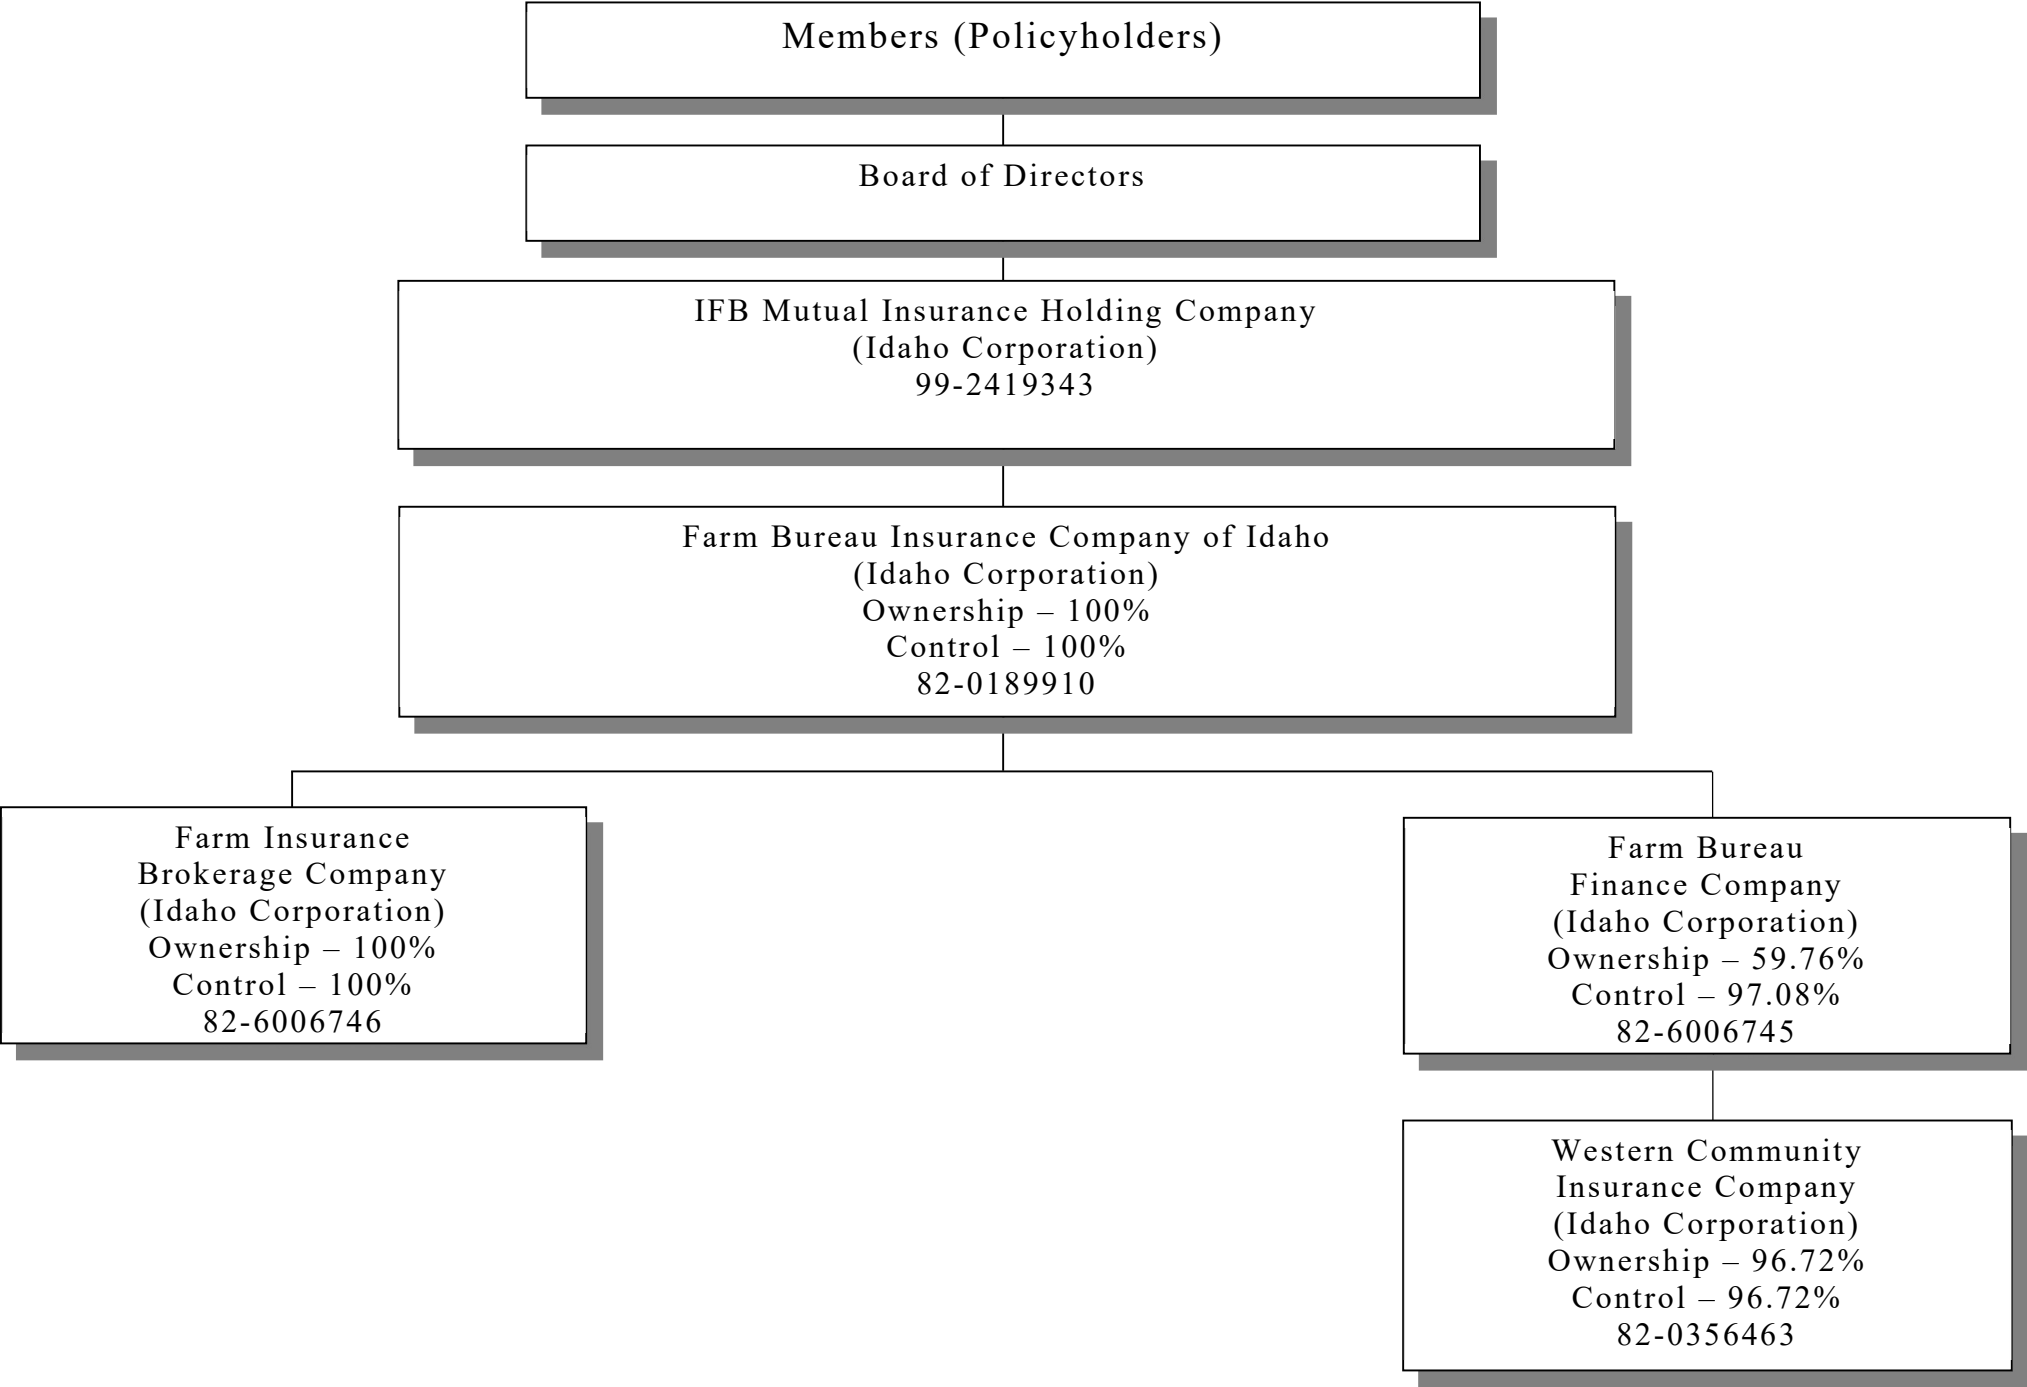 Members (Policyholders)
Board of Directors
IFB Mutual Insurance Holding Company
(Idaho Corporation)
99-2419343
Farm Bureau Insurance Company of Idaho
(Idaho Corporation)
Ownership – 100%
Control – 100%
82-0189910
Farm Insurance
Brokerage Company
(Idaho Corporation)
Ownership – 100%
Control – 100%
82-6006746
Farm Bureau
Finance Company
(Idaho Corporation)
Ownership – 59.76%
Control – 97.08%
82-6006745
Western Community
Insurance Company
(Idaho Corporation)
Ownership – 96.72%
Control – 96.72%
82-0356463